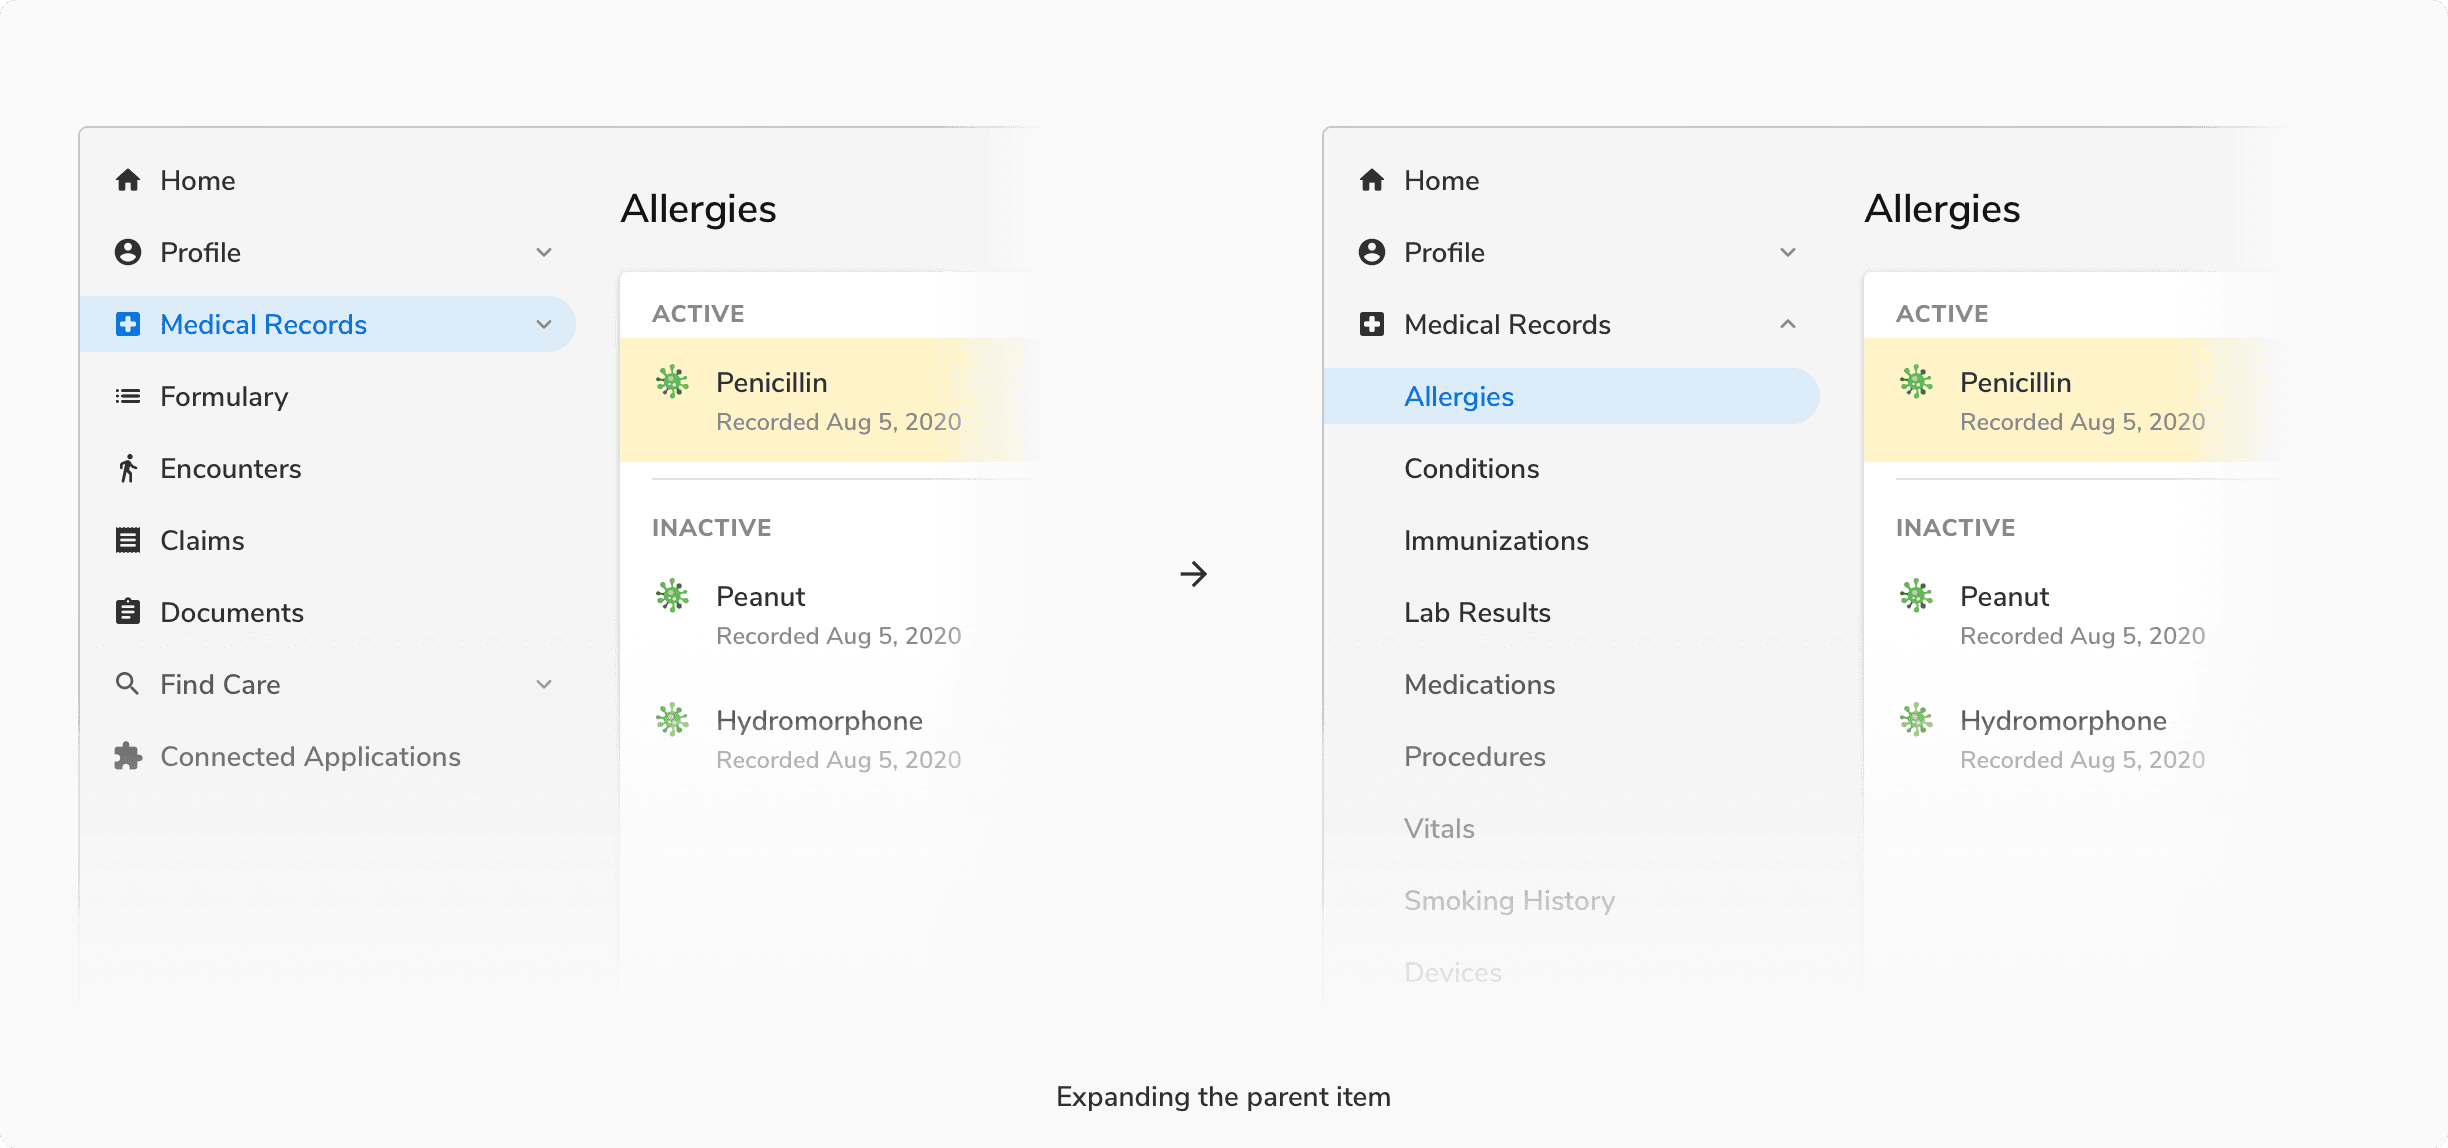 Home
Profile
Medical Records
Formulary
Encounters
Claims
Documents
Find Care
Connected Applications
Allergies
ACTIVE
Penicillin
Recorded Aug 5, 2020
INACTIVE
Peanut
Recorded Aug 5, 2020
Hydromorphone
Recorded Aug 5, 2020
Home
Profile
Medical Records
Allergies
Conditions
Immunizations
Lab Results
Medications
Procedures
Vitals
Smoking History
Devices
Allergies
ACTIVE
Penicillin
Recorded Aug 5, 2020
INACTIVE
Peanut
Recorded Aug 5, 2020
Hydromorphone
Recorded Aug 5, 2020
Expanding the parent item